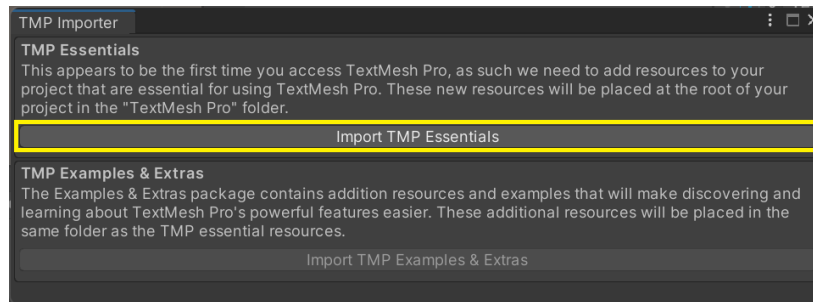 TMP Importer
TMP Essentials
This appears to be the first time you access TextMesh Pro, as such we need to add resources to your
project that are essential for using TextMesh Pro. These new resources will be placed at the root of your
project in the "TextMesh Pro" folder.
Import TMP Essentials
TMP Examples & Extras
The Examples & Extras package contains addition resources and examples that will make discovering and
learning about TextMesh Pro's powerful features easier. These additional resources will be placed in the
same folder as the TMP essential resources.
Import TMP Examples & Extras